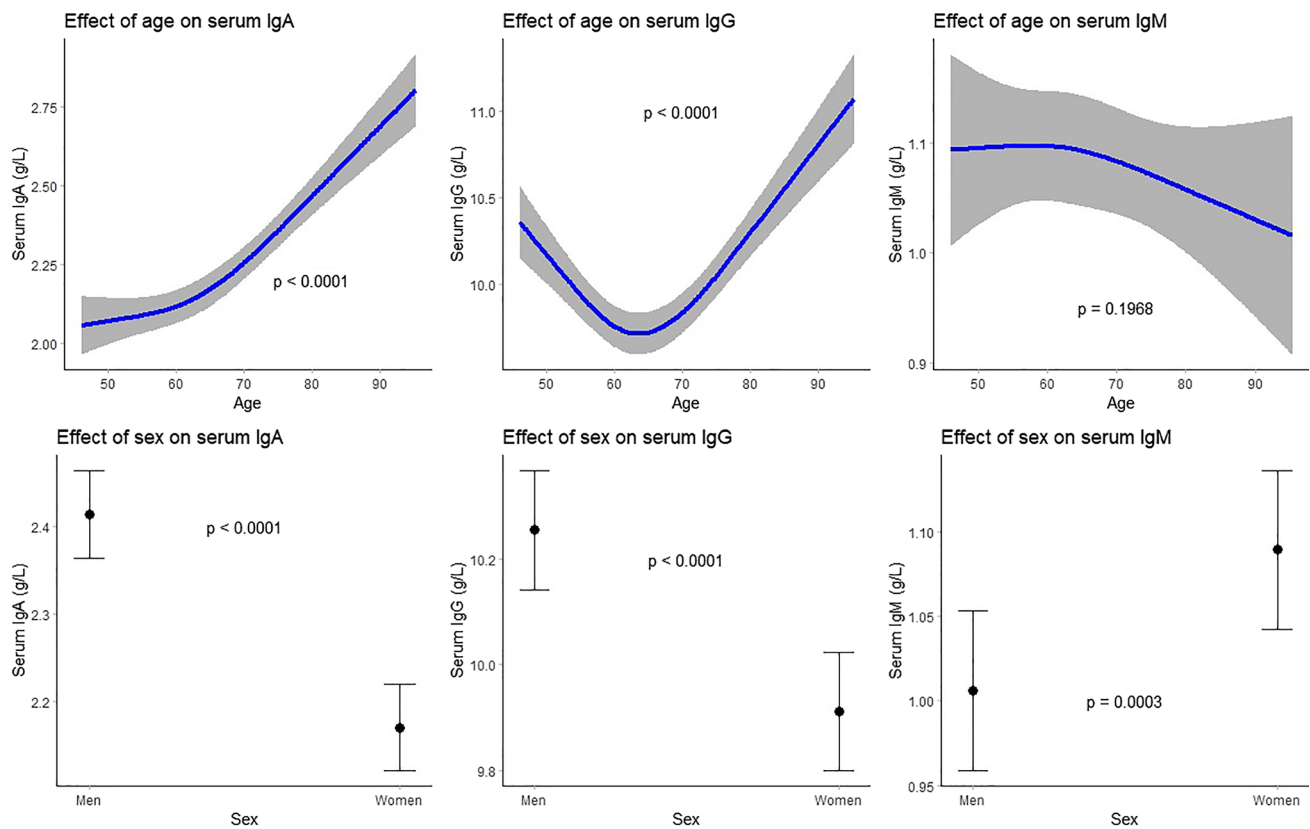 Effect of age on serum IgA
Serum IgA (g/L)
2.75
2.50
2.25
2.00
p < 0.0001
50 60 70 80 90
Age
Effect of age on serum IgG
Serum IgG (g/L)
11.0
10.5
10.0
p < 0.0001
50 60 70 80 90
Age
Effect of age on serum IgM
Serum IgM (g/L)
1.1
1.0
0.9
p = 0.1968
50 60 70 80 90
Age
Effect of sex on serum IgA
Serum IgA (g/L)
2.4
2.3
2.2
p < 0.0001
Men Women
Sex
Effect of sex on serum IgG
Serum IgG (g/L)
10.2
10.0
9.8
p < 0.0001
Men Women
Sex
Effect of sex on serum IgM
Serum IgM (g/L)
1.10
1.05
1.00
0.95
p = 0.0003
Men Women
Sex